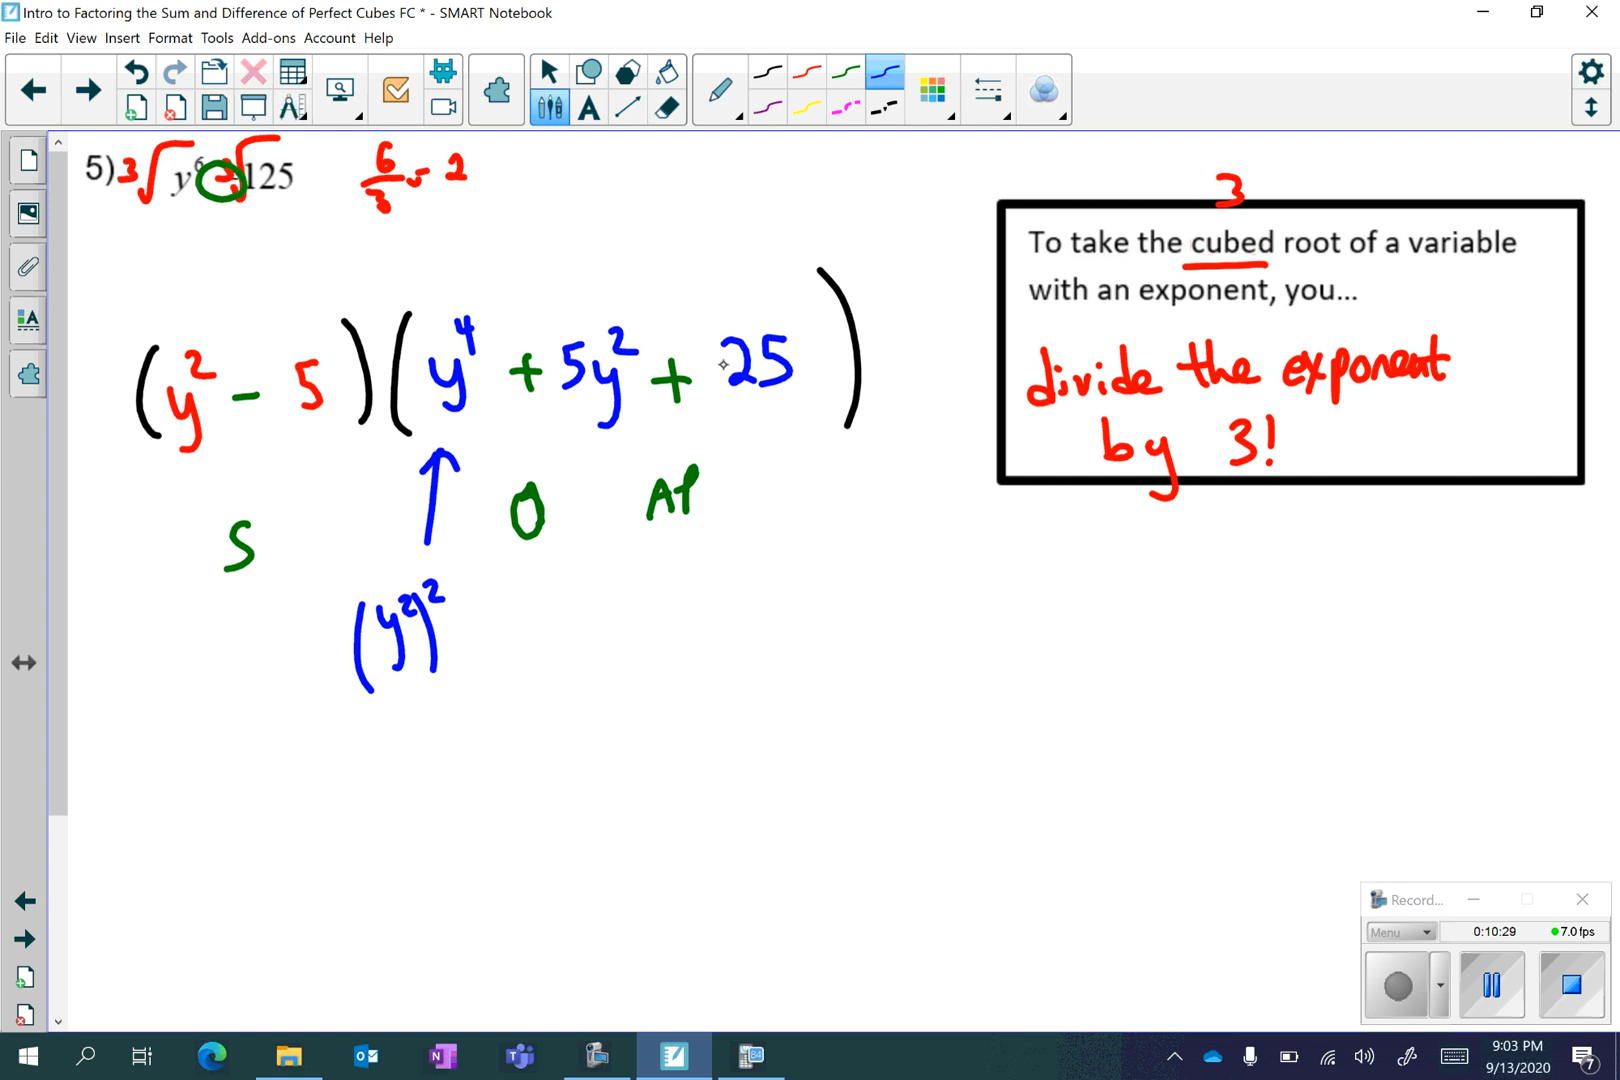 Intro to Factoring the Sum and Difference of Perfect Cubes FC * - SMART Notebook
File Edit View Insert Format Tools Add-ons Account Help
5) ³√y⁶ - ³√125 6/3 = 2
3
To take the cubed root of a variable
with an exponent, you...
divide the exponent
by 3!
(y² - 5)(y⁴ + 5y² + 25)
S O AP
(y²)²
Record...
Menu 0:10:29 7.0 fps
9:03 PM
9/13/2020
7